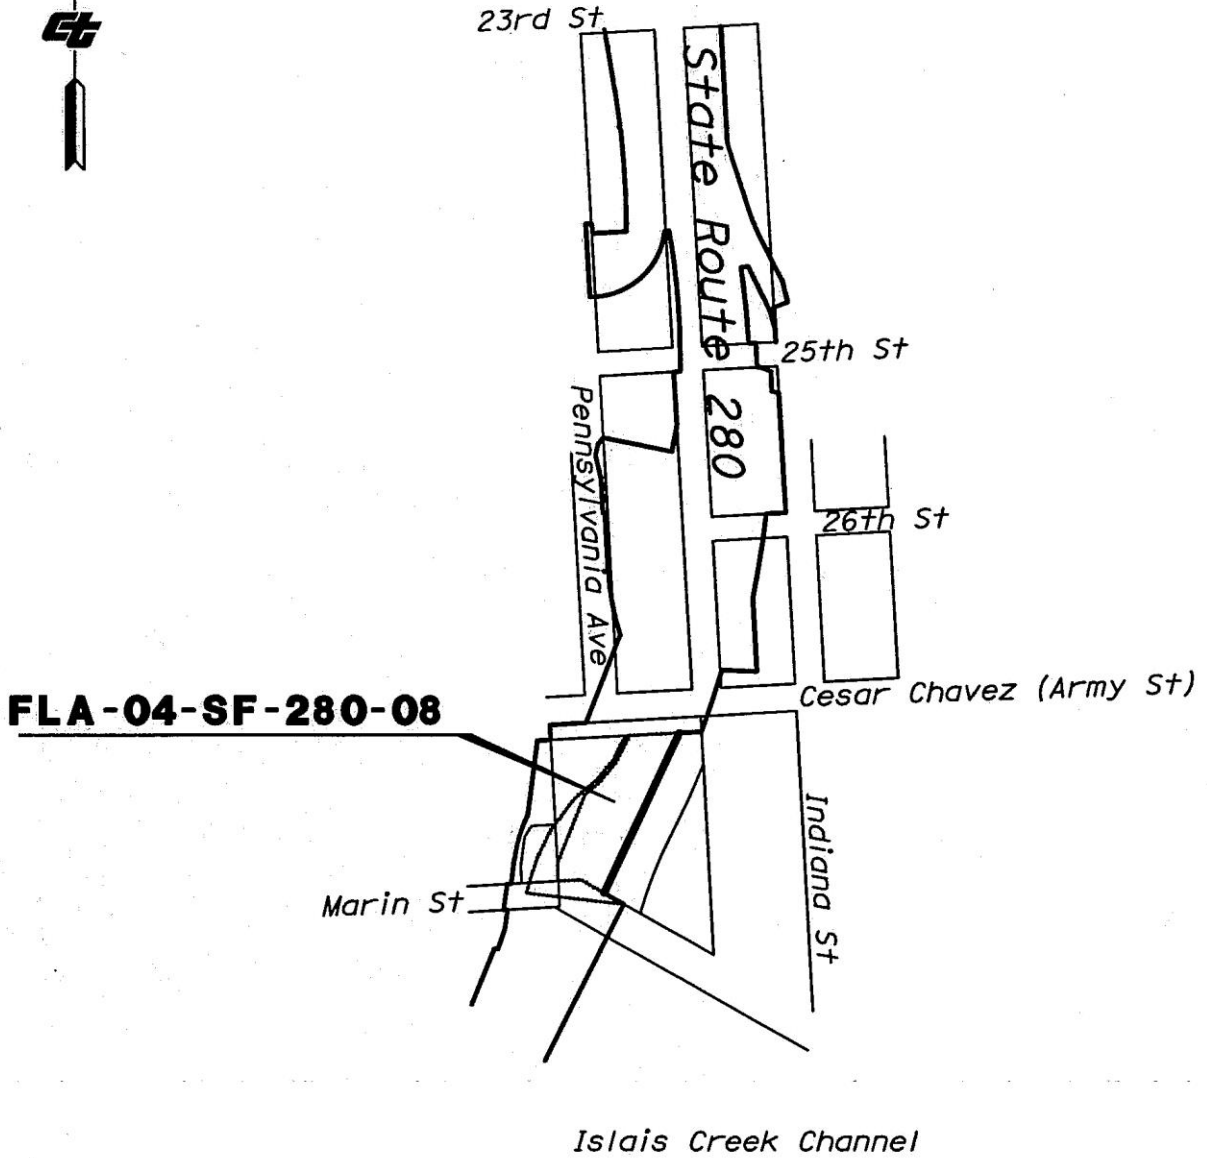 Ct
23rd St
State Route 280
25th St
Pennsylvania Ave
26th St
Cesar Chavez (Army St)
FLA-04-SF-280-08
Indiana St
Marin St
Islais Creek Channel